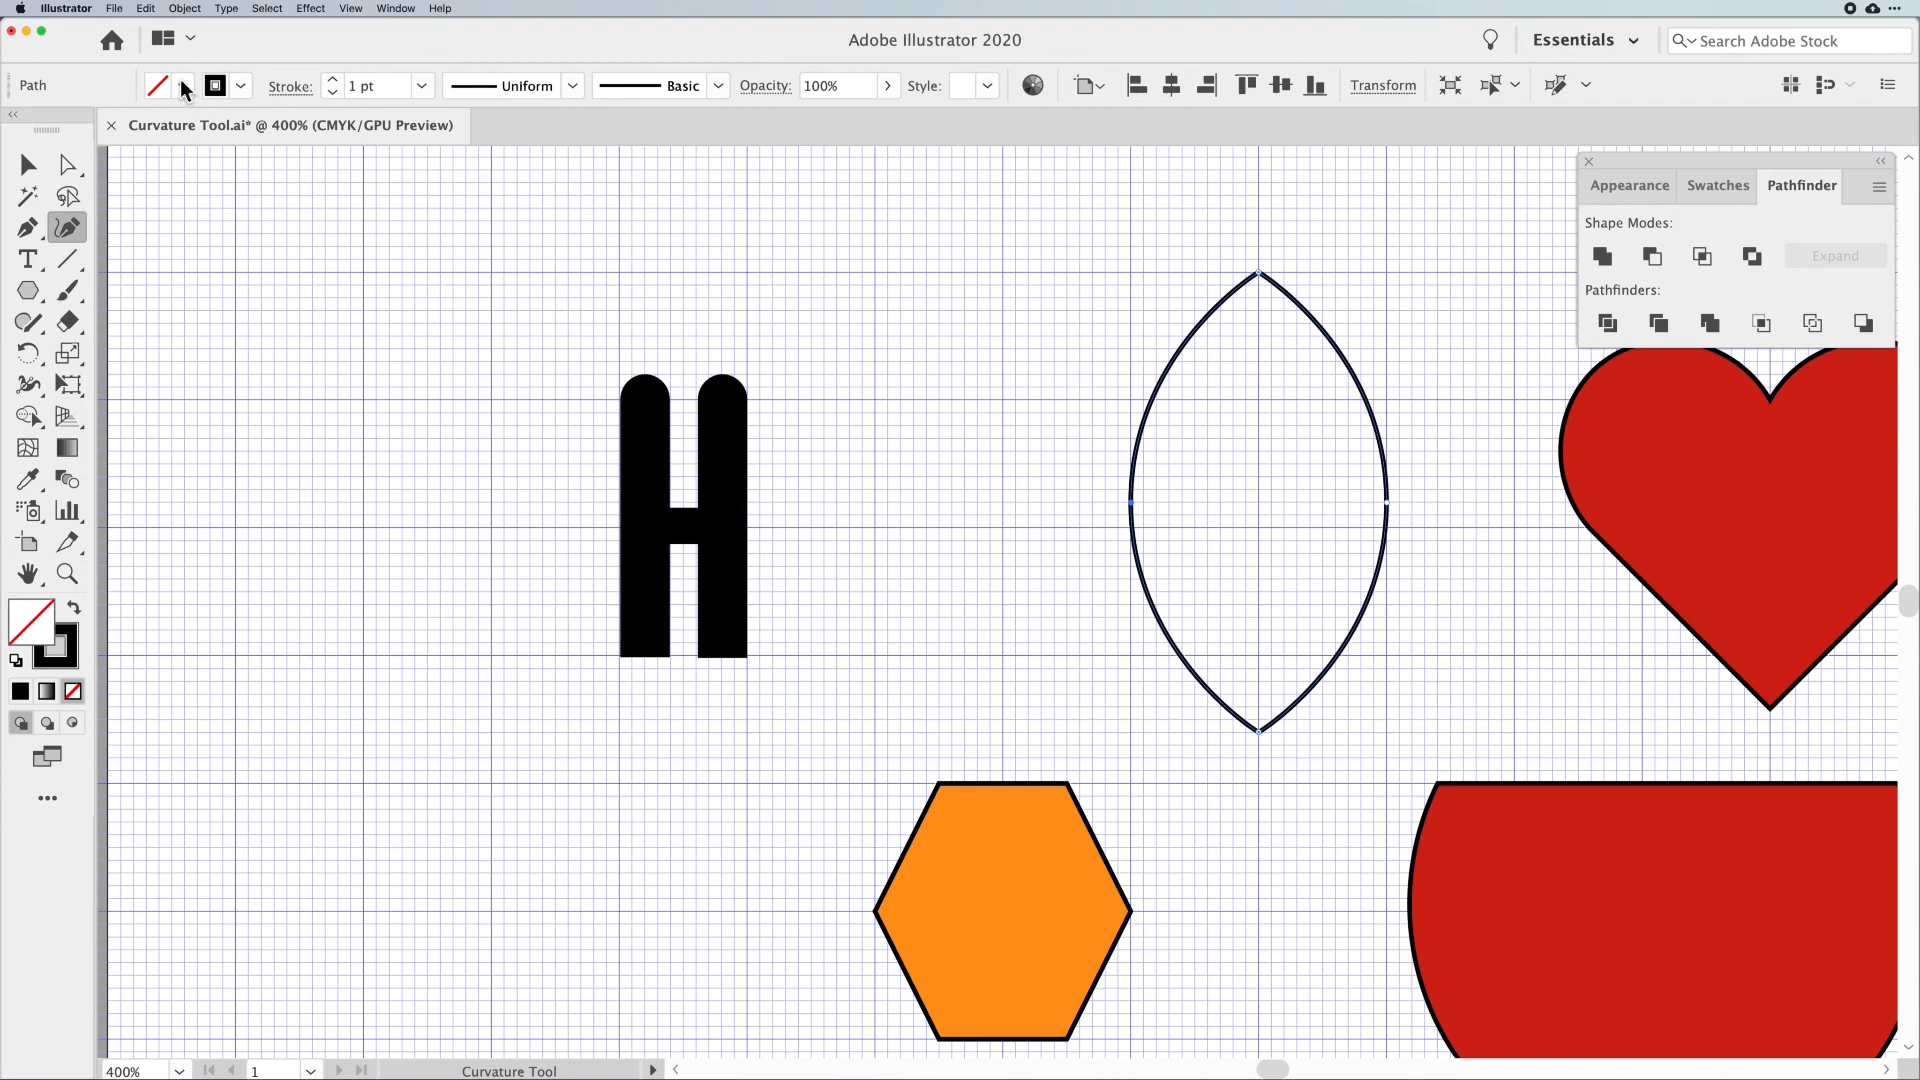 Illustrator File Edit Object Type Select Effect View Window Help
Adobe Illustrator 2020
Essentials
Search Adobe Stock
Path
Stroke: 1 pt Uniform Basic Opacity: 100% Style: Transform
Curvature Tool.ai* @ 400% (CMYK/GPU Preview)
Appearance Swatches Pathfinder
Shape Modes:
Expand
Pathfinders:
H
400% 1 Curvature Tool